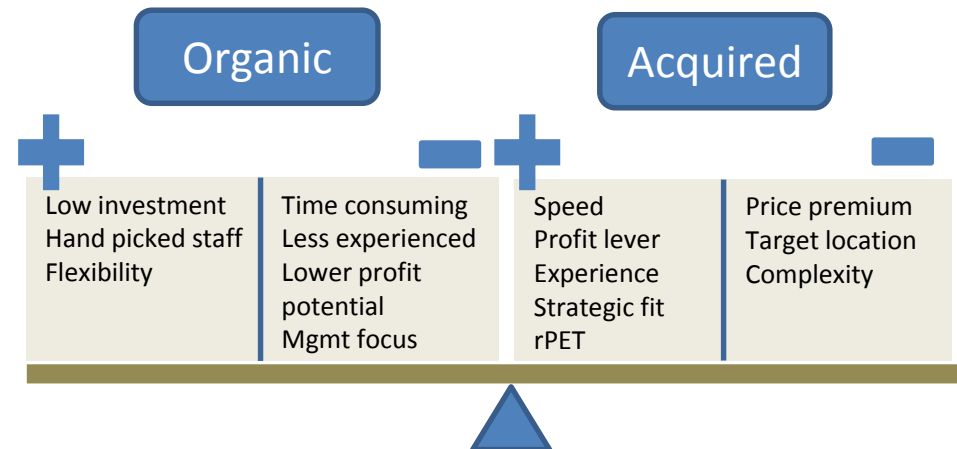 Organic
Acquired
Low investment
Hand picked staff
Flexibility
Time consuming
Less experienced
Lower profit
potential
Mgmt focus
Speed
Profit lever
Experience
Strategic fit
rPET
Price premium
Target location
Complexity